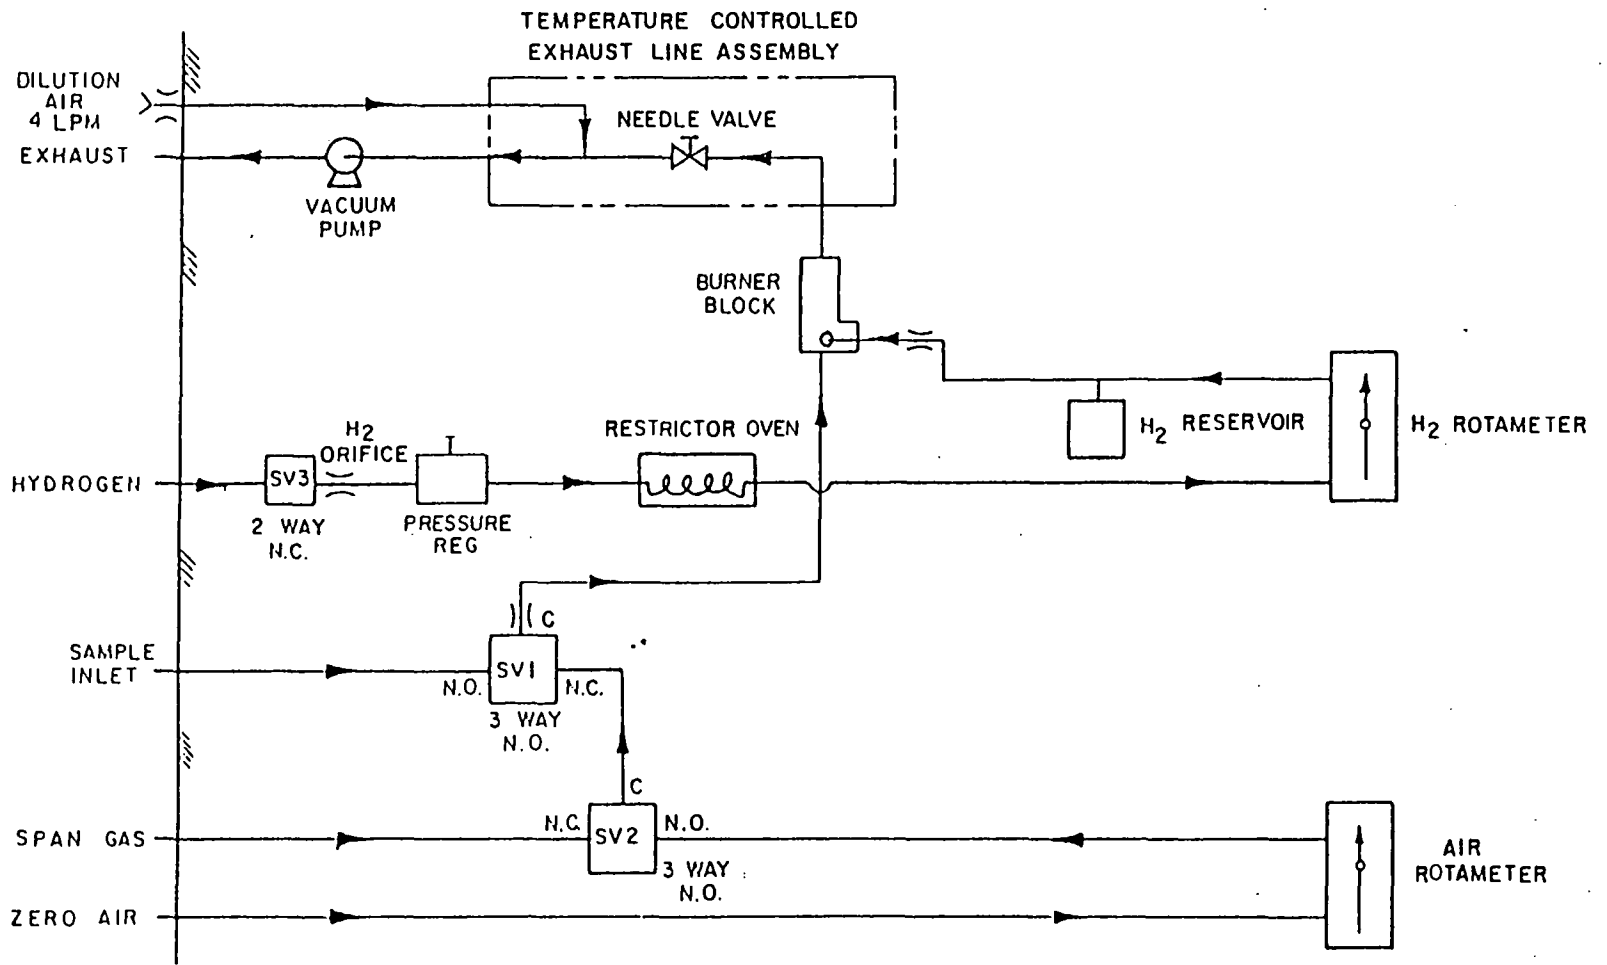 TEMPERATURE CONTROLLED
EXHAUST LINE ASSEMBLY
DILUTION
AIR
4 LPM
EXHAUST
NEEDLE VALVE
VACUUM
PUMP
BURNER
BLOCK
H2
ORIFICE
RESTRICTOR OVEN
H2 RESERVOIR
H2 ROTAMETER
HYDROGEN
SV3
2 WAY
N.C.
PRESSURE
REG
C
SAMPLE
INLET
SV1
N.O.
N.C.
3 WAY
N.O.
C
SPAN GAS
N.C.
SV2
N.O.
3 WAY
N.O.
AIR
ROTAMETER
ZERO AIR